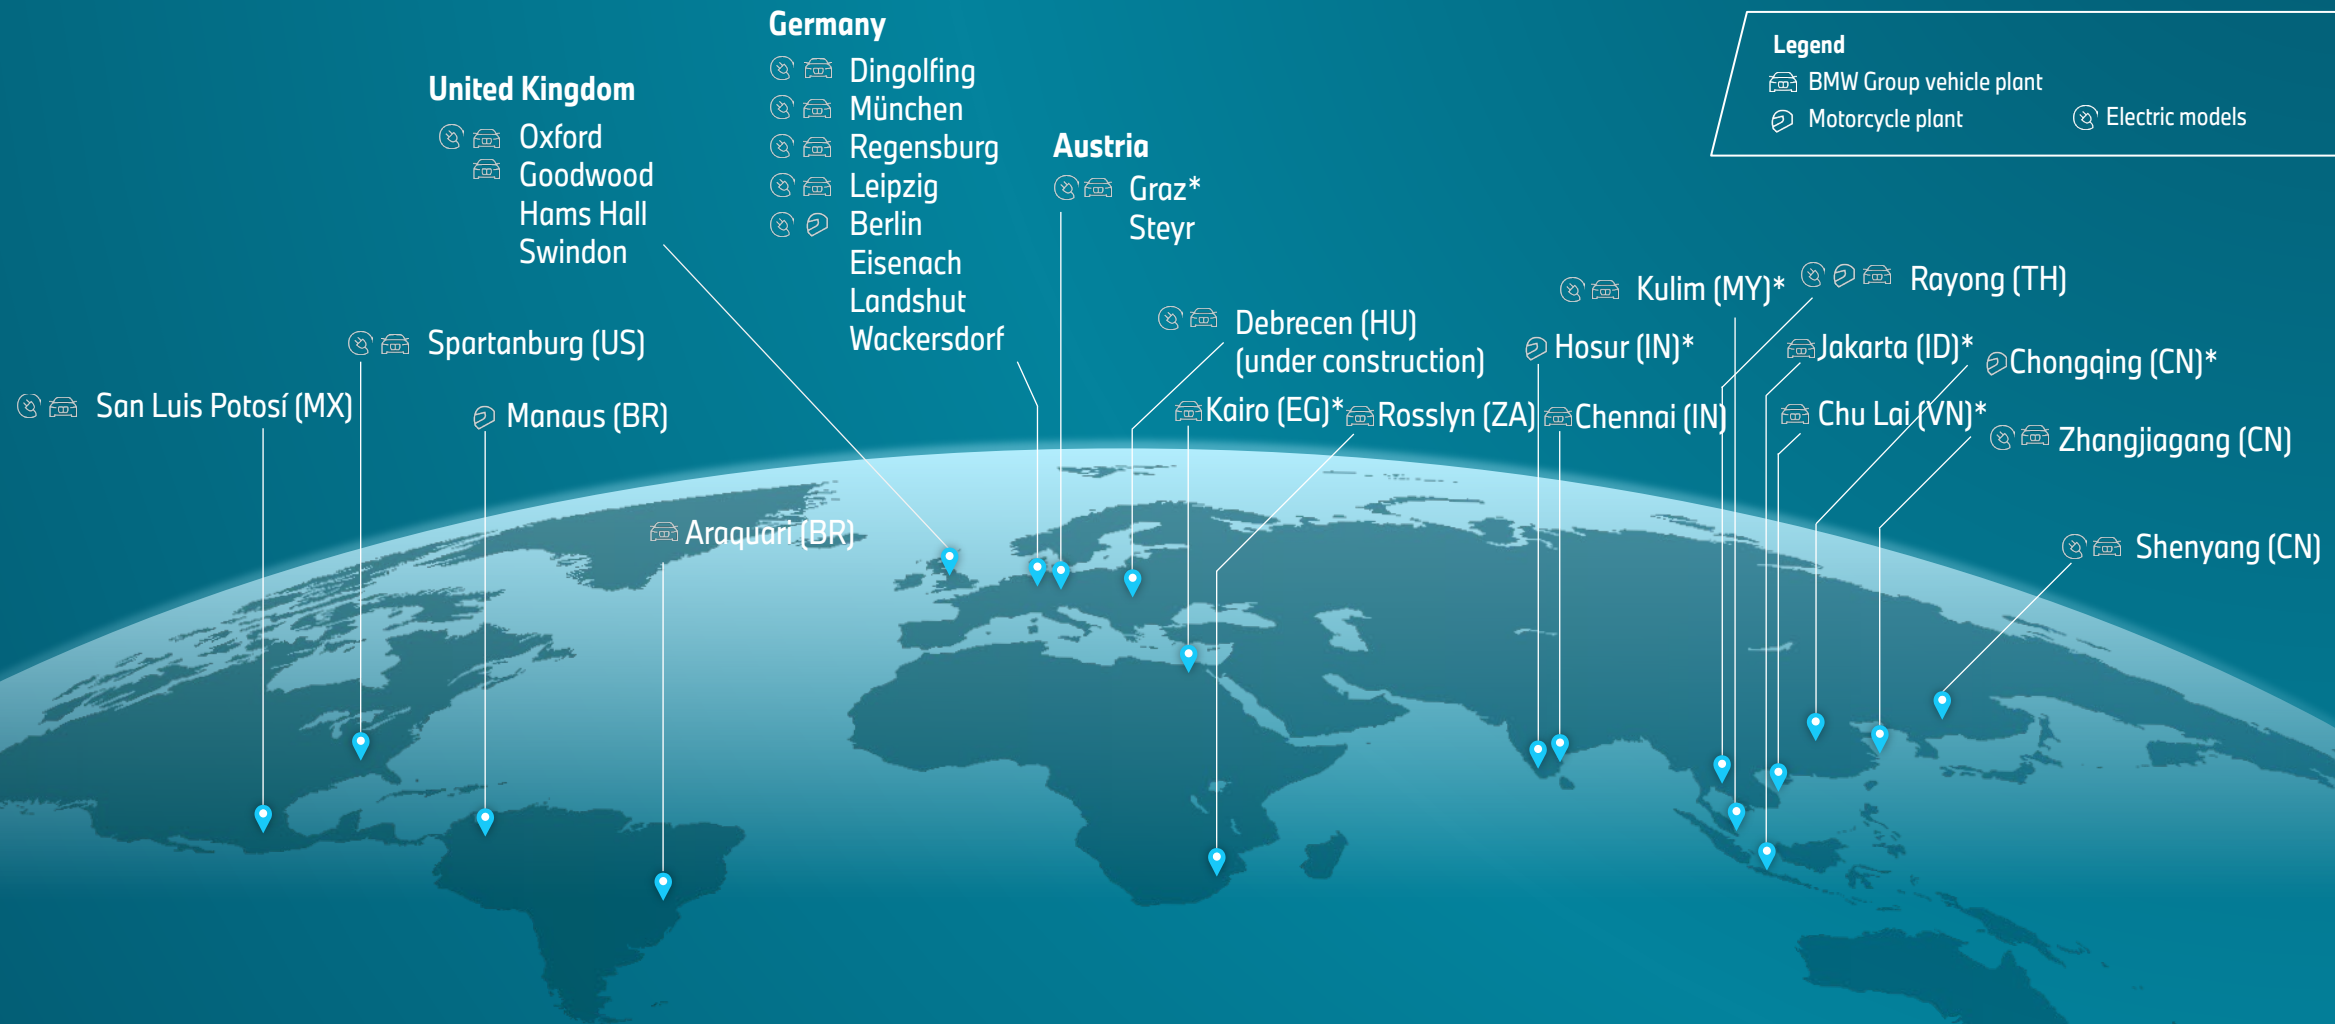 Germany
Dingolfing
München
Regensburg
Leipzig
Berlin
Eisenach
Landshut
Wackersdorf
United Kingdom
Oxford
Goodwood
Hams Hall
Swindon
Austria
Graz*
Steyr
Legend
BMW Group vehicle plant
Motorcycle plant
Electric models
Spartanburg (US)
San Luis Potosí (MX)
Manaus (BR)
Araquari (BR)
Debrecen (HU)
(under construction)
Kairo (EG)*
Rosslyn (ZA)
Hosur (IN)*
Chennai (IN)
Kulim (MY)*
Rayong (TH)
Jakarta (ID)*
Chongqing (CN)*
Chu Lai (VN)*
Zhangjiagang (CN)
Shenyang (CN)